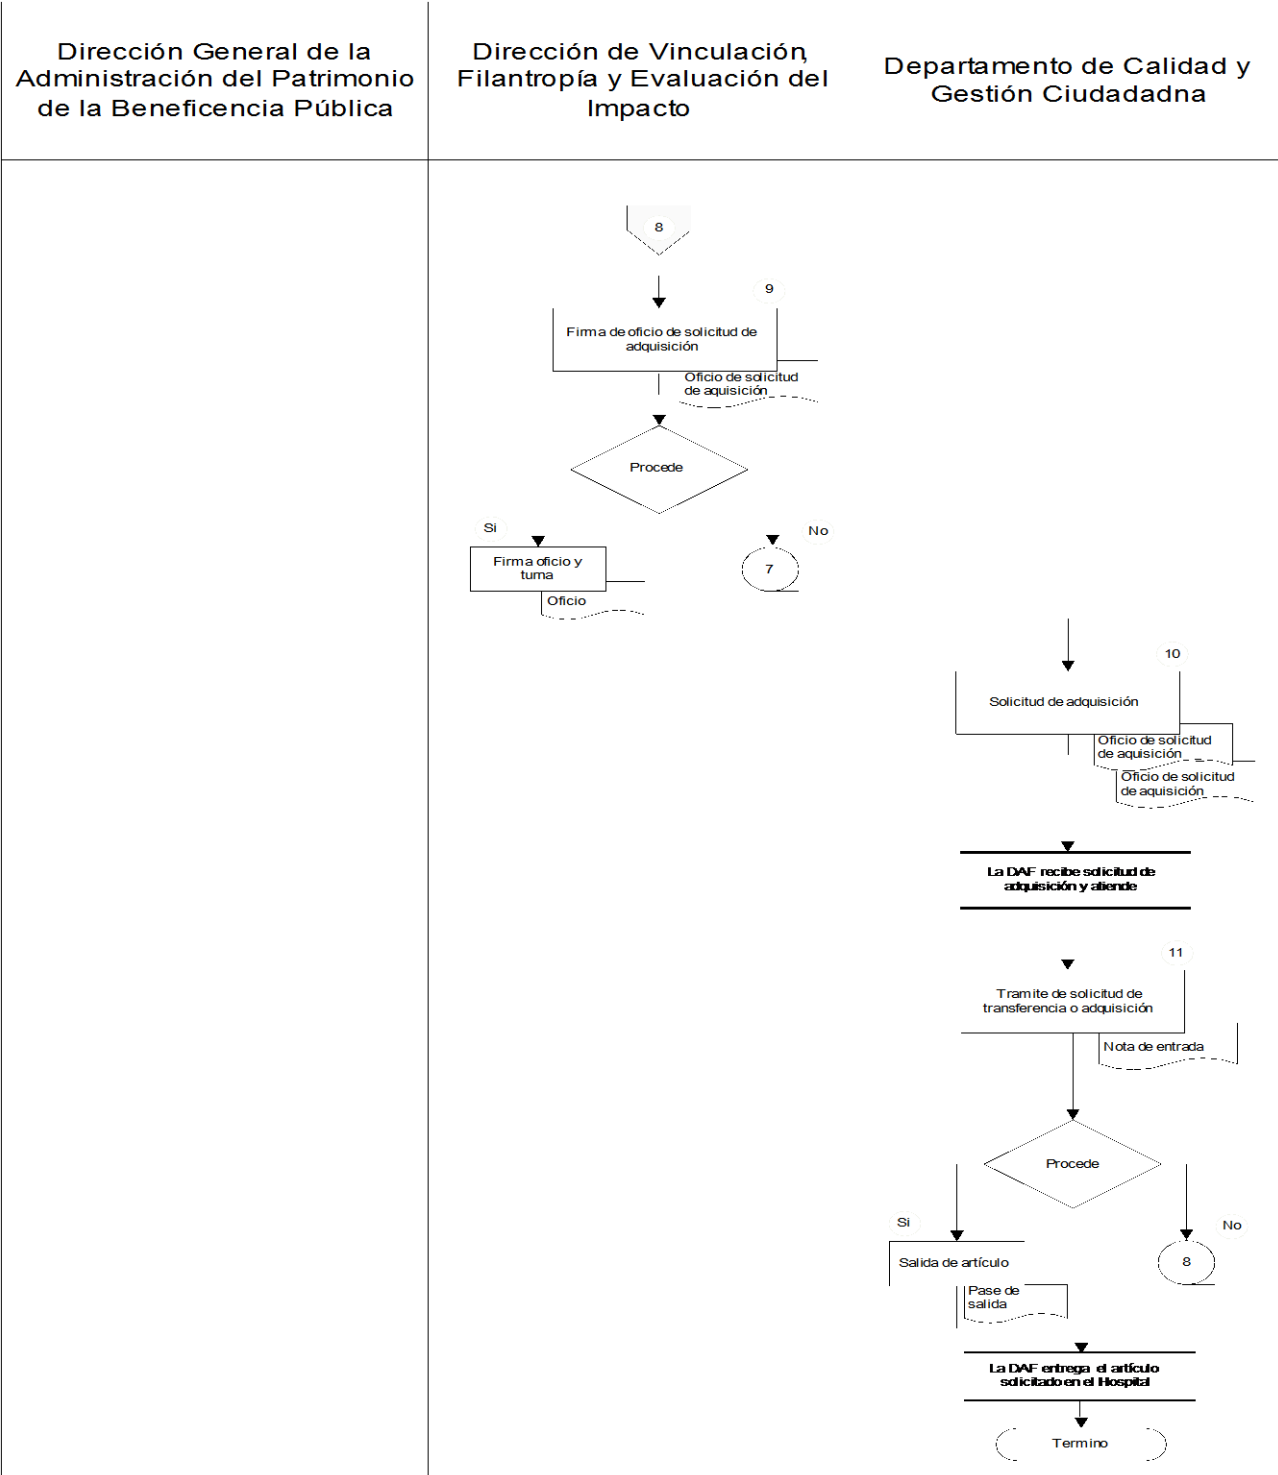 Dirección General de la
Administración del Patrimonio
de la Beneficencia Pública
Dirección de Vinculación,
Filantropía y Evaluación del
Impacto
Departamento de Calidad y
Gestión Ciudadadna
8
9
Firma de oficio de solicitud de
adquisición
Oficio de solicitud
de aquisición
Procede
Si
No
Firma oficio y
turna
7
Oficio
10
Solicitud de adquisición
Oficio de solicitud
de aquisición
Oficio de solicitud
de aquisición
La DAF recibe solicitud de
adquisición y atiende
11
Tramite de solicitud de
transferencia o adquisición
Nota de entrada
Procede
Si
No
Salida de artículo
8
Pase de
salida
La DAF entrega el artículo
solicitado en el Hospital
Termino